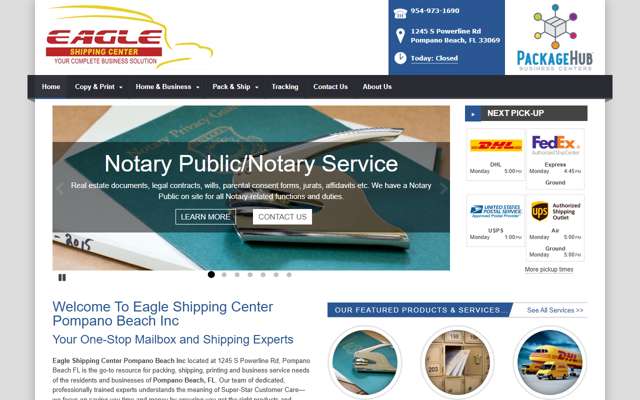 EAGLE
SHIPPING CENTER
YOUR COMPLETE BUSINESS SOLUTION
954-973-1690
1245 S Powerline Rd
Pompano Beach, FL 33069
Today: Closed
PACKAGEHUB
BUSINESS CENTERS
Home
Copy & Print
Home & Business
Pack & Ship
Tracking
Contact Us
About Us
Notary Public/Notary Service
Real estate documents, legal contracts, wills, parental consent forms, jurats, affidavits etc. We have a Notary
Public on site for all Notary-related functions and duties.
LEARN MORE
CONTACT US
2015
NEXT PICK-UP
DHL
DHL
Monday 5:00 PM
FedEx
Authorized ShipCenter
Express
Monday 4:45 PM
Ground
UNITED STATES
POSTAL SERVICE
Approved Postal Provider
USPS
Monday 1:00 PM
ups
Authorized
Shipping
Outlet
Air
Monday 5:00 PM
Ground
Monday 5:00 PM
More pickup times
Welcome To Eagle Shipping Center
Pompano Beach Inc
Your One-Stop Mailbox and Shipping Experts
Eagle Shipping Center Pompano Beach Inc located at 1245 S Powerline Rd, Pompano
Beach FL is the go-to resource for packing, shipping, printing and business service needs
of the residents and businesses of Pompano Beach, FL. Our team of dedicated,
professionally trained experts understands the meaning of Super-Star Customer Care—
OUR FEATURED PRODUCTS & SERVICES...
See All Services >>
DHL